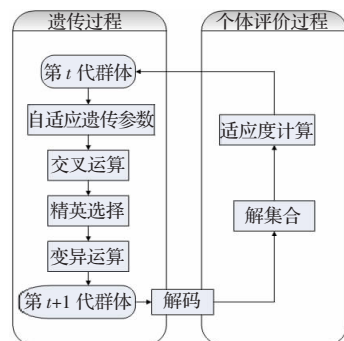 遗传过程
个体评价过程
第 t 代群体
自适应遗传参数
交叉运算
精英选择
变异运算
第 t+1 代群体
解码
适应度计算
解集合